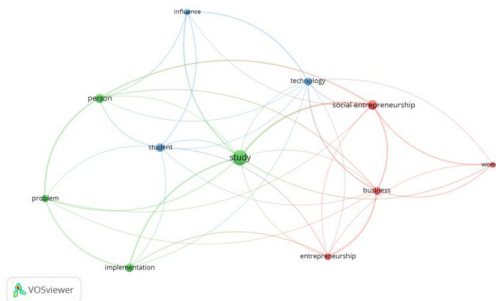 influence
technology
person
social entrepreneurship
student
study
business
problem
entrepreneurship
implementation
VOSviewer